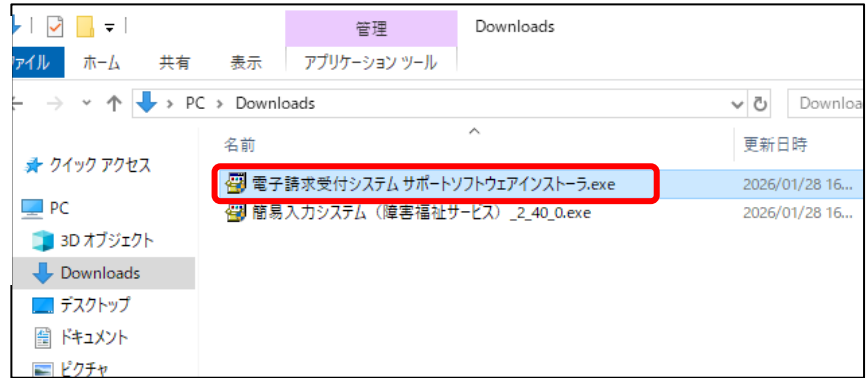 管理 Downloads
ァイル ホーム 共有 表示 アプリケーション ツール
PC › Downloads Downloa
名前 更新日時
クイック アクセス
電子請求受付システム サポートソフトウェアインストーラ.exe 2026/01/28 16...
PC
簡易入力システム（障害福祉サービス）_2_40_0.exe 2026/01/28 16...
3D オブジェクト
Downloads
デスクトップ
ドキュメント
ピクチャ